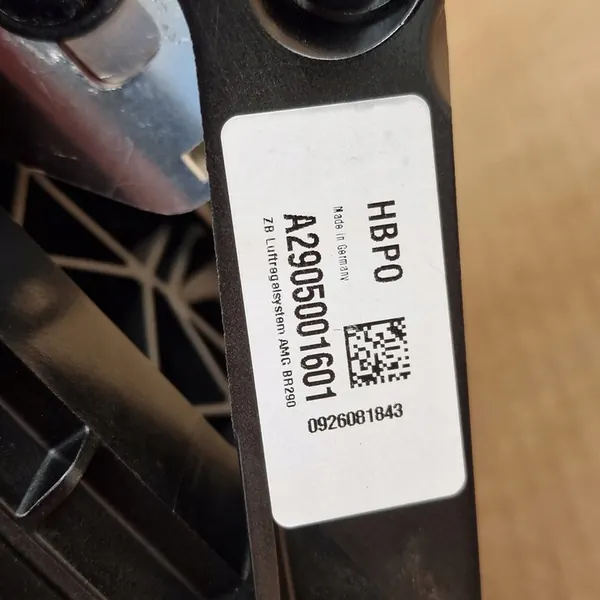 HBPO
Made in Germany
A2905001601
ZB Luftregelsystem AMG BR290
0926081843